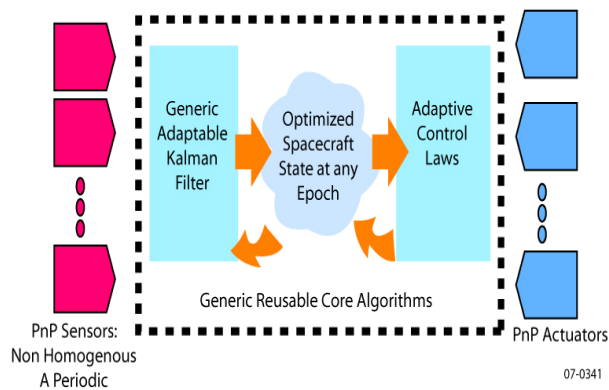 Generic
Adaptable
Kalman
Filter
Optimized
Spacecraft
State at any
Epoch
Adaptive
Control
Laws
Generic Reusable Core Algorithms
PnP Sensors:
Non Homogenous
A Periodic
PnP Actuators
07-0341